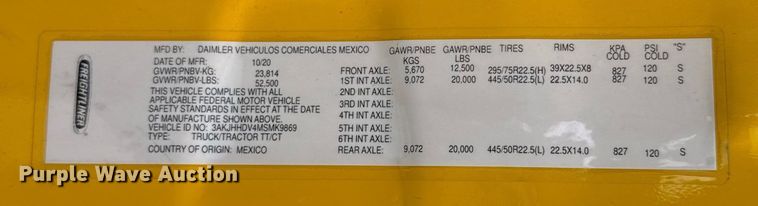 FREIGHTLINER
MFD BY: DAIMLER VEHICULOS COMERCIALES MEXICO
DATE OF MFR: 10/20
GVWR/PNBV-KG: 23,814
GVWR/PNBV-LBS: 52,500
THIS VEHICLE COMPLIES WITH ALL
APPLICABLE FEDERAL MOTOR VEHICLE
SAFETY STANDARDS IN EFFECT AT THE DATE
OF MANUFACTURE SHOWN ABOVE.
VEHICLE ID: 3AKJHHDV4MSMK9869
TYPE: TRUCK/TRACTOR TT/CT
COUNTRY OF ORIGIN: MEXICO
GAWR/PNBE KGS GAWR/PNBE LBS TIRES RIMS KPA COLD PSI COLD "S"
FRONT AXLE: 5,670 12,500 295/75R22.5(H) 39X22.5X8 827 120 S
1ST INT AXLE: 9,072 20,000 445/50R22.5(L) 22.5X14.0 827 120 S
2ND INT AXLE:
3RD INT AXLE:
4TH INT AXLE:
5TH INT AXLE:
6TH INT AXLE:
REAR AXLE: 9,072 20,000 445/50R22.5(L) 22.5X14.0 827 120 S
Purple Wave Auction